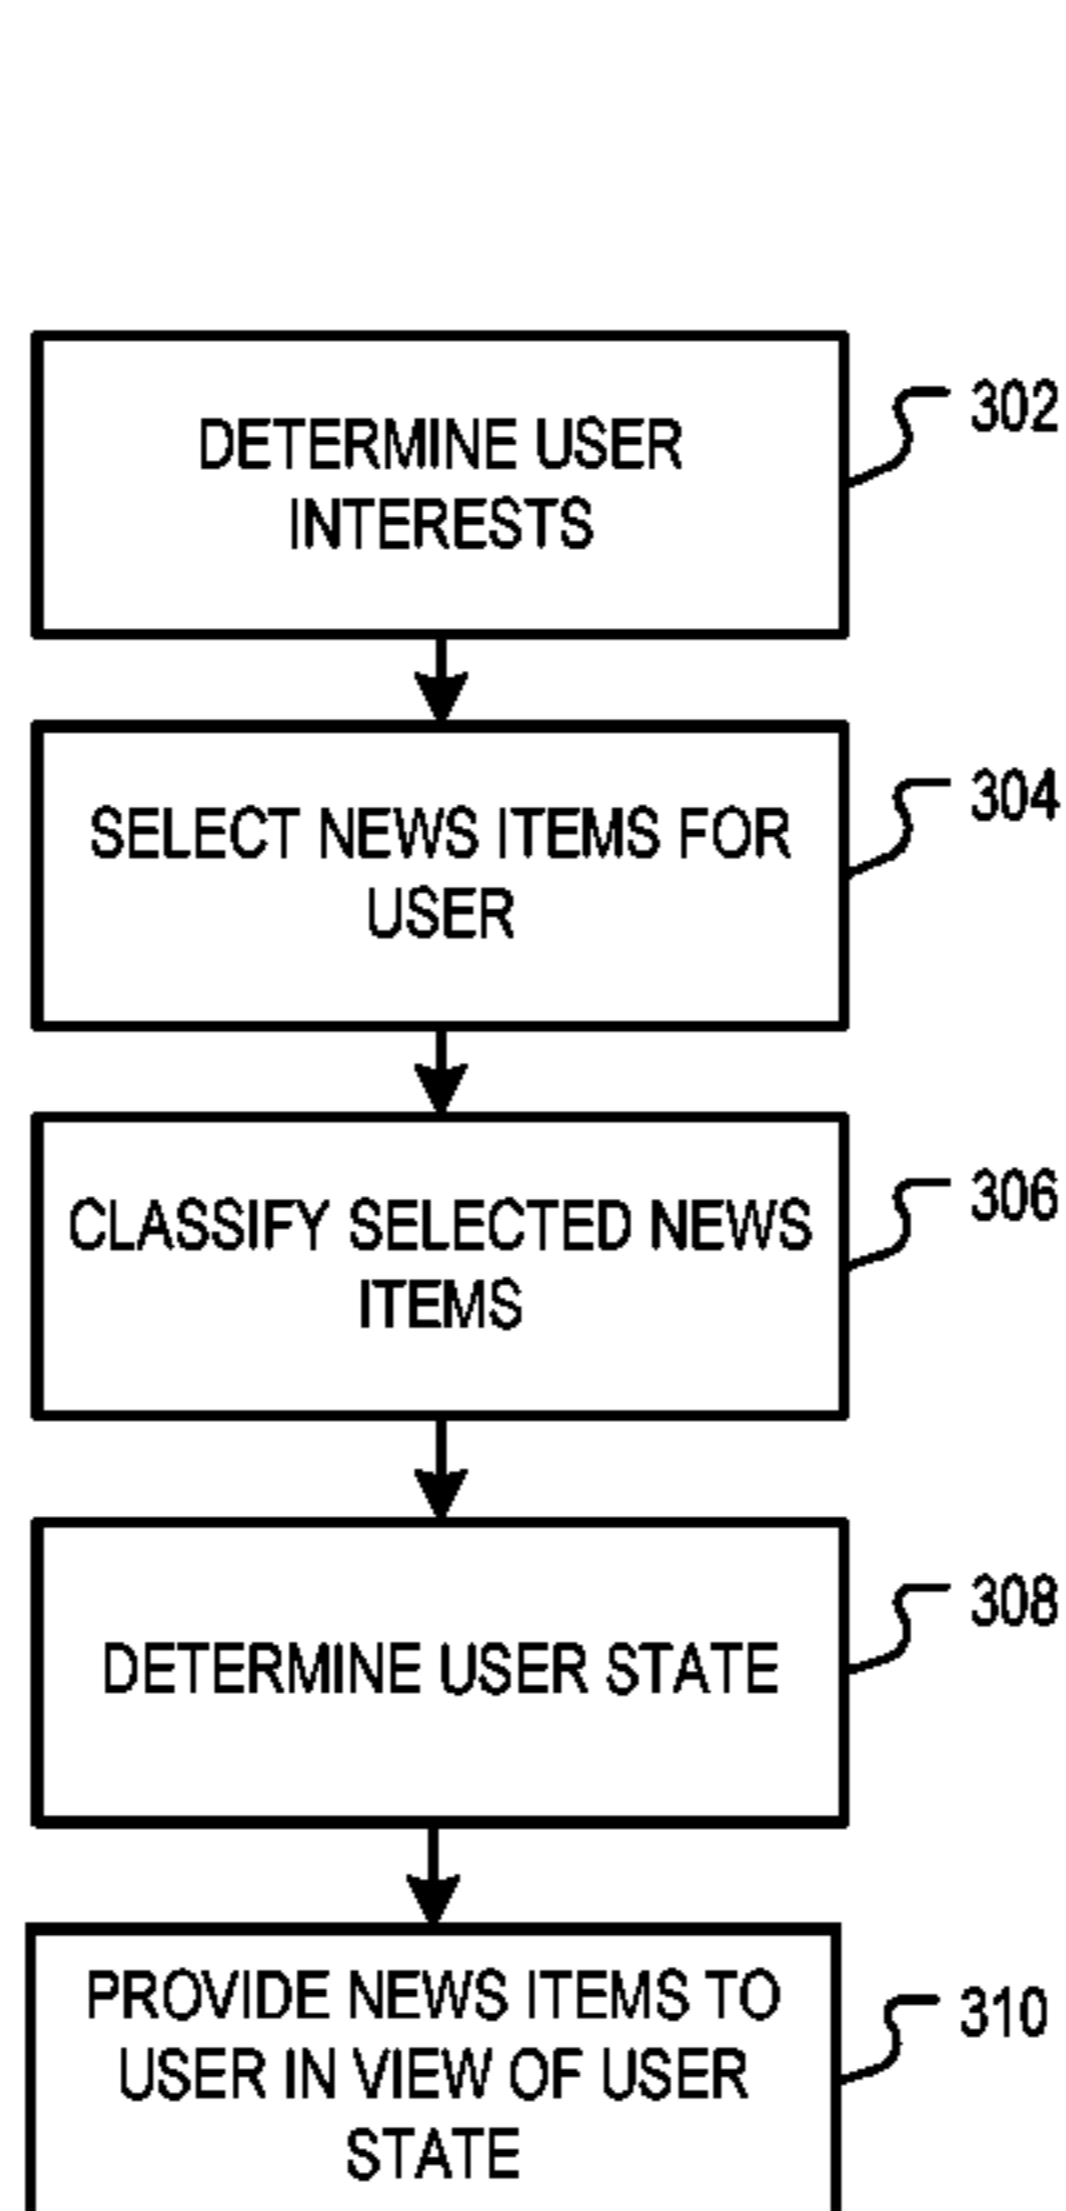 DETERMINE USER
INTERESTS
302
SELECT NEWS ITEMS FOR
USER
304
CLASSIFY SELECTED NEWS
ITEMS
306
DETERMINE USER STATE
308
PROVIDE NEWS ITEMS TO
USER IN VIEW OF USER
STATE
310